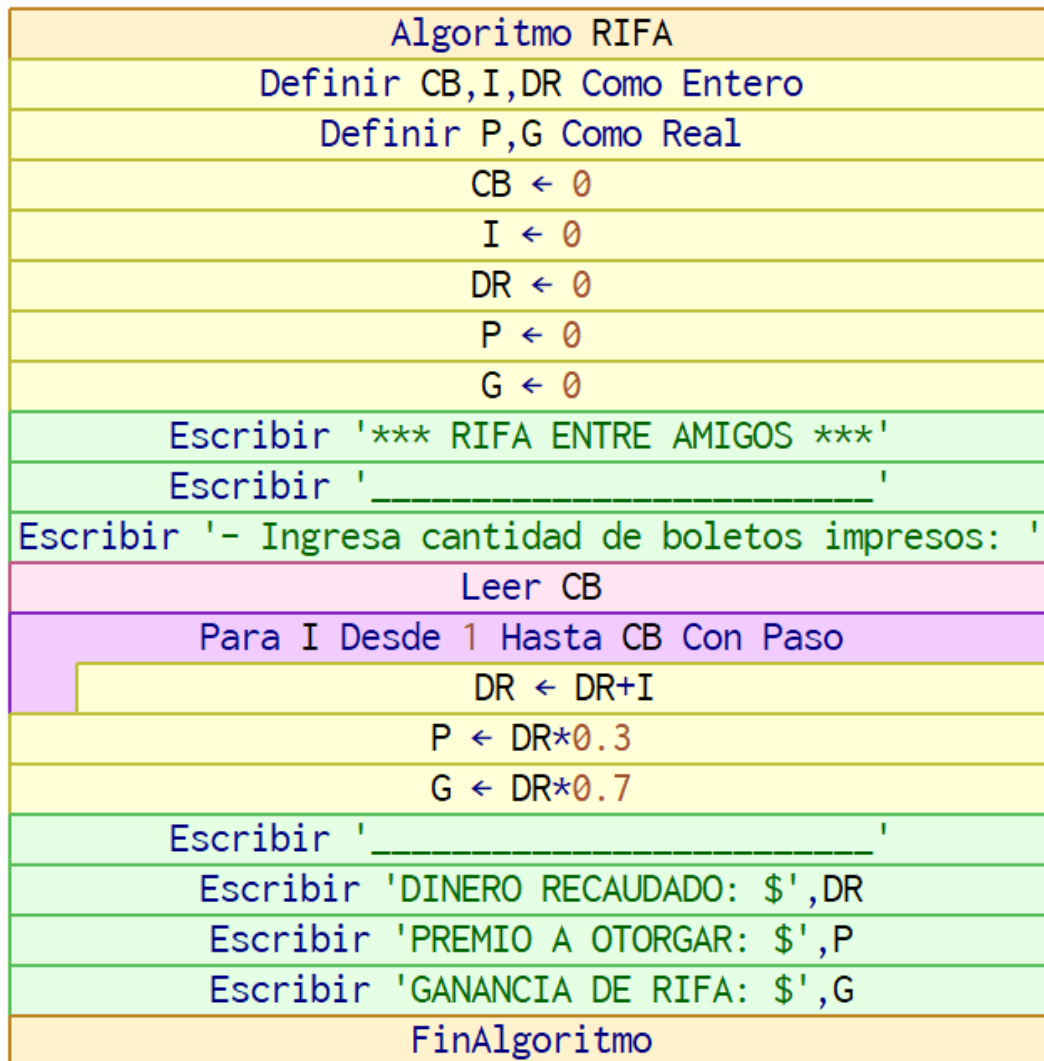 Algoritmo RIFA
Definir CB,I,DR Como Entero
Definir P,G Como Real
CB ← 0
I ← 0
DR ← 0
P ← 0
G ← 0
Escribir '*** RIFA ENTRE AMIGOS ***'
Escribir '_________________________'
Escribir '- Ingresa cantidad de boletos impresos: '
Leer CB
Para I Desde 1 Hasta CB Con Paso
DR ← DR+I
P ← DR*0.3
G ← DR*0.7
Escribir '_________________________'
Escribir 'DINERO RECAUDADO: $',DR
Escribir 'PREMIO A OTORGAR: $',P
Escribir 'GANANCIA DE RIFA: $',G
FinAlgoritmo